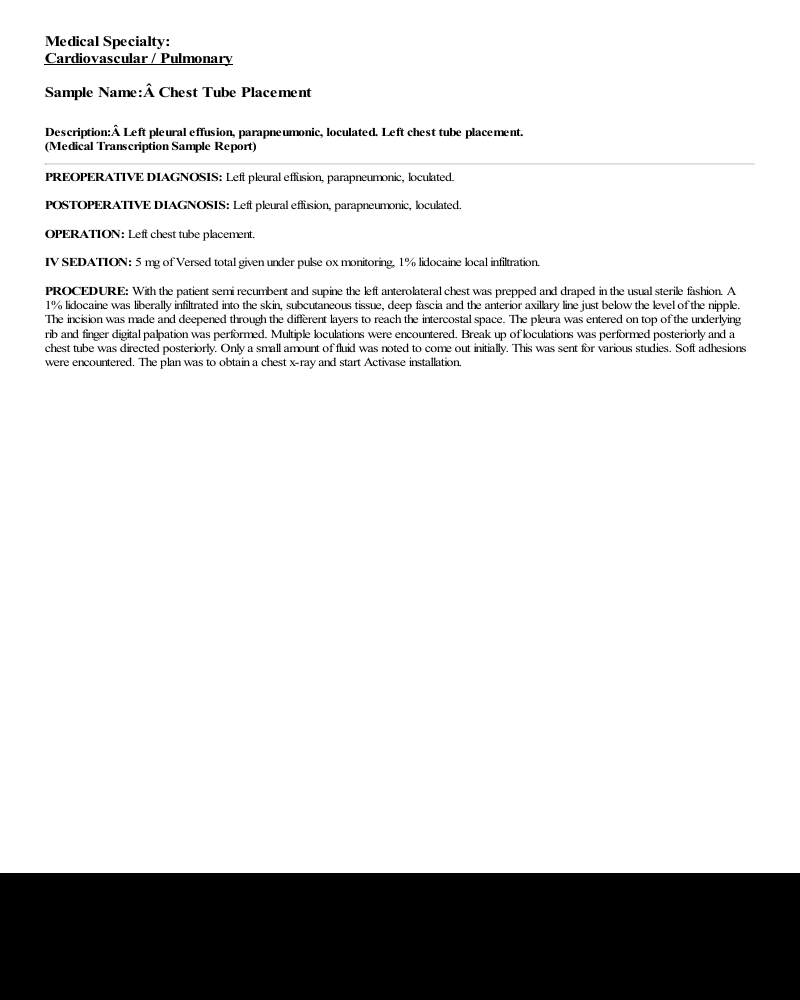 Medical Specialty:
Cardiovascular / Pulmonary
Sample Name:Â Chest Tube Placement
Description:Â Left pleural effusion, parapneumonic, loculated. Left chest tube placement.
(Medical Transcription Sample Report)
PREOPERATIVE DIAGNOSIS: Left pleural effusion, parapneumonic, loculated.
POSTOPERATIVE DIAGNOSIS: Left pleural effusion, parapneumonic, loculated.
OPERATION: Left chest tube placement.
IV SEDATION: 5 mg of Versed total given under pulse ox monitoring, 1% lidocaine local infiltration.
PROCEDURE: With the patient semi recumbent and supine the left anterolateral chest was prepped and draped in the usual sterile fashion. A
1% lidocaine was liberally infiltrated into the skin, subcutaneous tissue, deep fascia and the anterior axillary line just below the level of the nipple.
The incision was made and deepened through the different layers to reach the intercostal space. The pleura was entered on top of the underlying
rib and finger digital palpation was performed. Multiple loculations were encountered. Break up of loculations was performed posteriorly and a
chest tube was directed posteriorly. Only a small amount of fluid was noted to come out initially. This was sent for various studies. Soft adhesions
were encountered. The plan was to obtain a chest x-ray and start Activase installation.